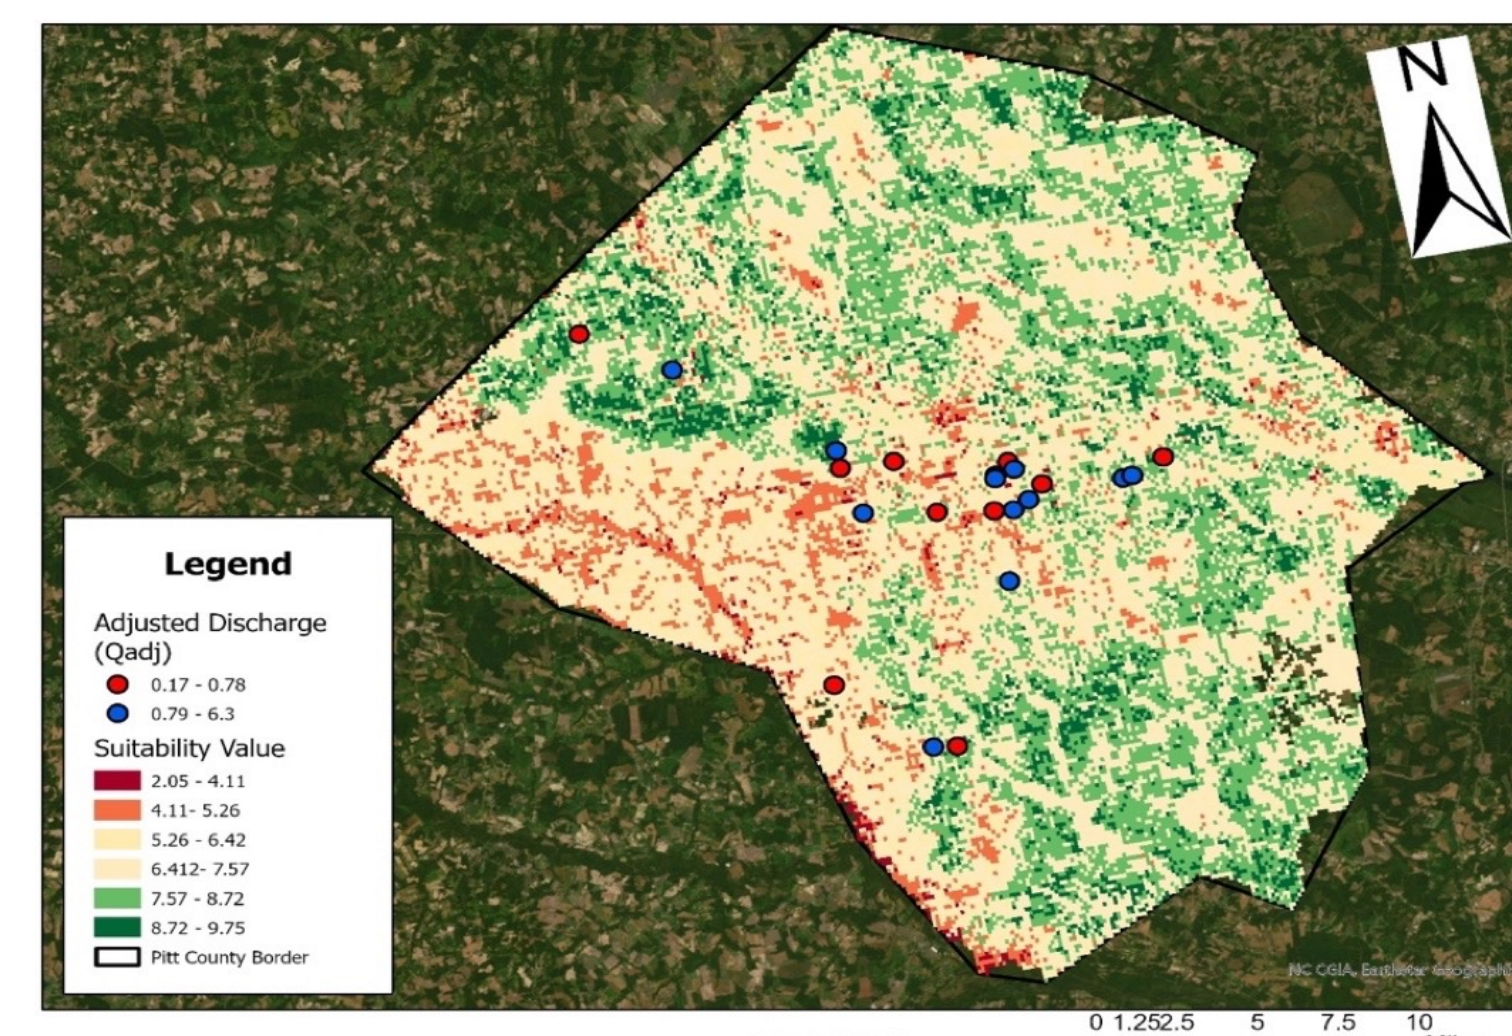 N
Legend
Adjusted Discharge
(Qadj)
0.17 - 0.78
0.79 - 6.3
Suitability Value
2.05 - 4.11
4.11- 5.26
5.26 - 6.42
6.412- 7.57
7.57 - 8.72
8.72 - 9.75
Pitt County Border
NC CGIA, Earthstar Geographi
0 1.252.5 5 7.5 10